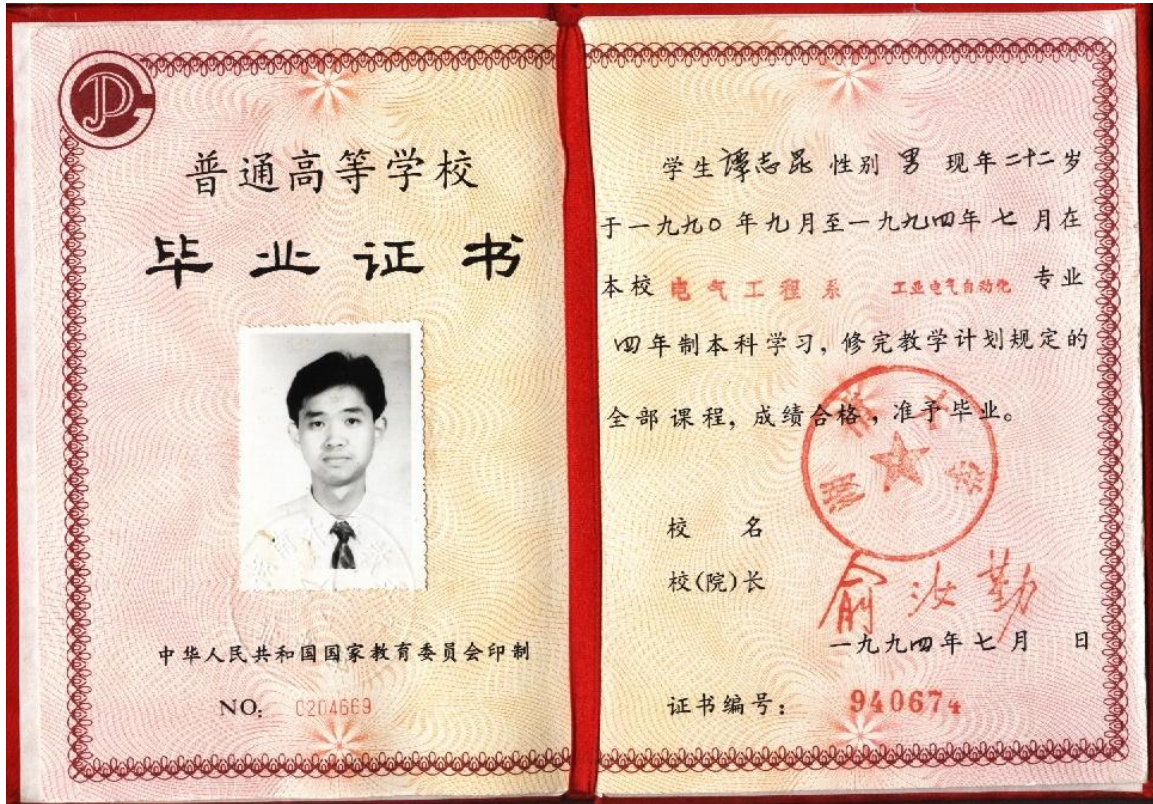 普通高等学校
毕业证书
中华人民共和国国家教育委员会印制
NO: 0204669
学生谭志昆性别 男 现年二十二岁
于一九九〇年九月至一九九四年七月在
本校 电气工程系 工业电气自动化 专业
四年制本科学习，修完教学计划规定的
全部课程，成绩合格，准予毕业。
湖南大学
校 名
校(院)长 俞汝勤
一九九四年七月 日
证书编号： 940674